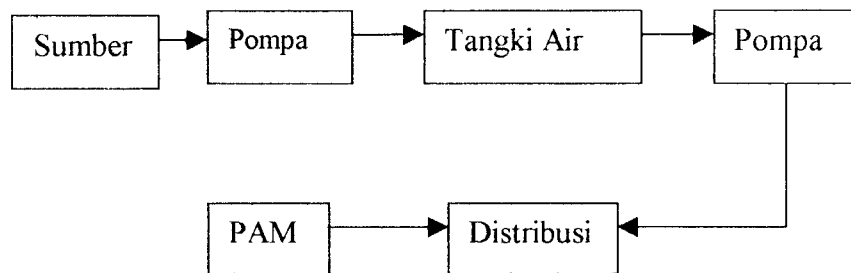 Sumber
Pompa
Tangki Air
Pompa
PAM
Distribusi